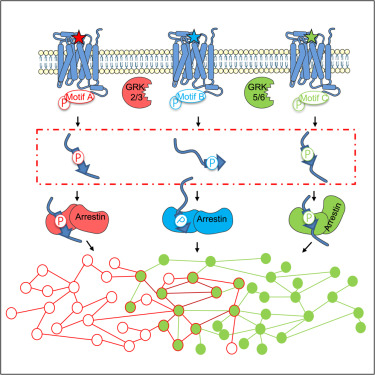 P Motif A
GRK
2/3
P Motif B
GRK
5/6
P Motif C
P
P
P
P
Arrestin
P
Arrestin
P
Arrestin